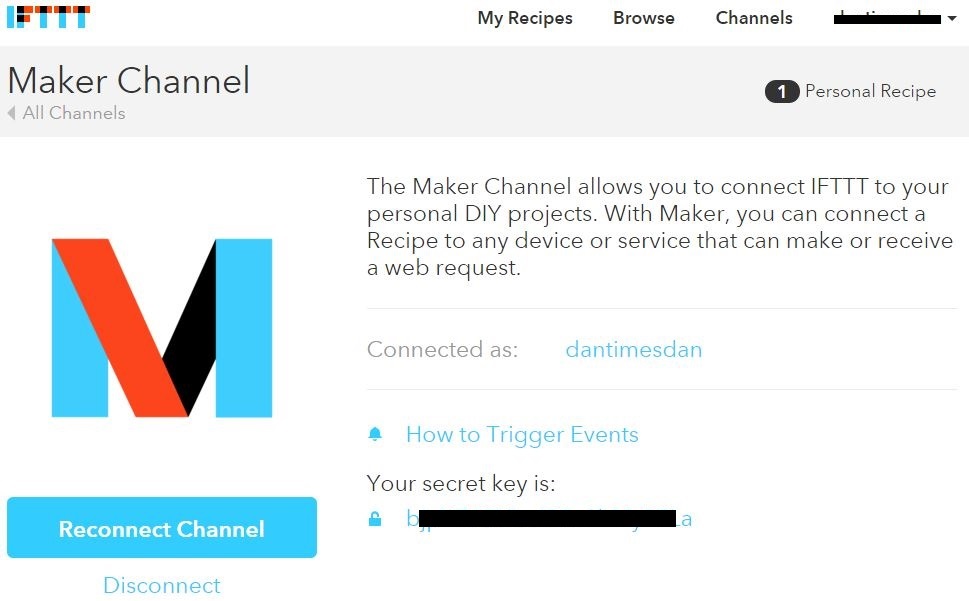 IFTTT
My Recipes Browse Channels
Maker Channel
All Channels
1 Personal Recipe
The Maker Channel allows you to connect IFTTT to your
personal DIY projects. With Maker, you can connect a
Recipe to any device or service that can make or receive
a web request.
Connected as: dantimesdan
How to Trigger Events
Your secret key is:
Reconnect Channel
Disconnect